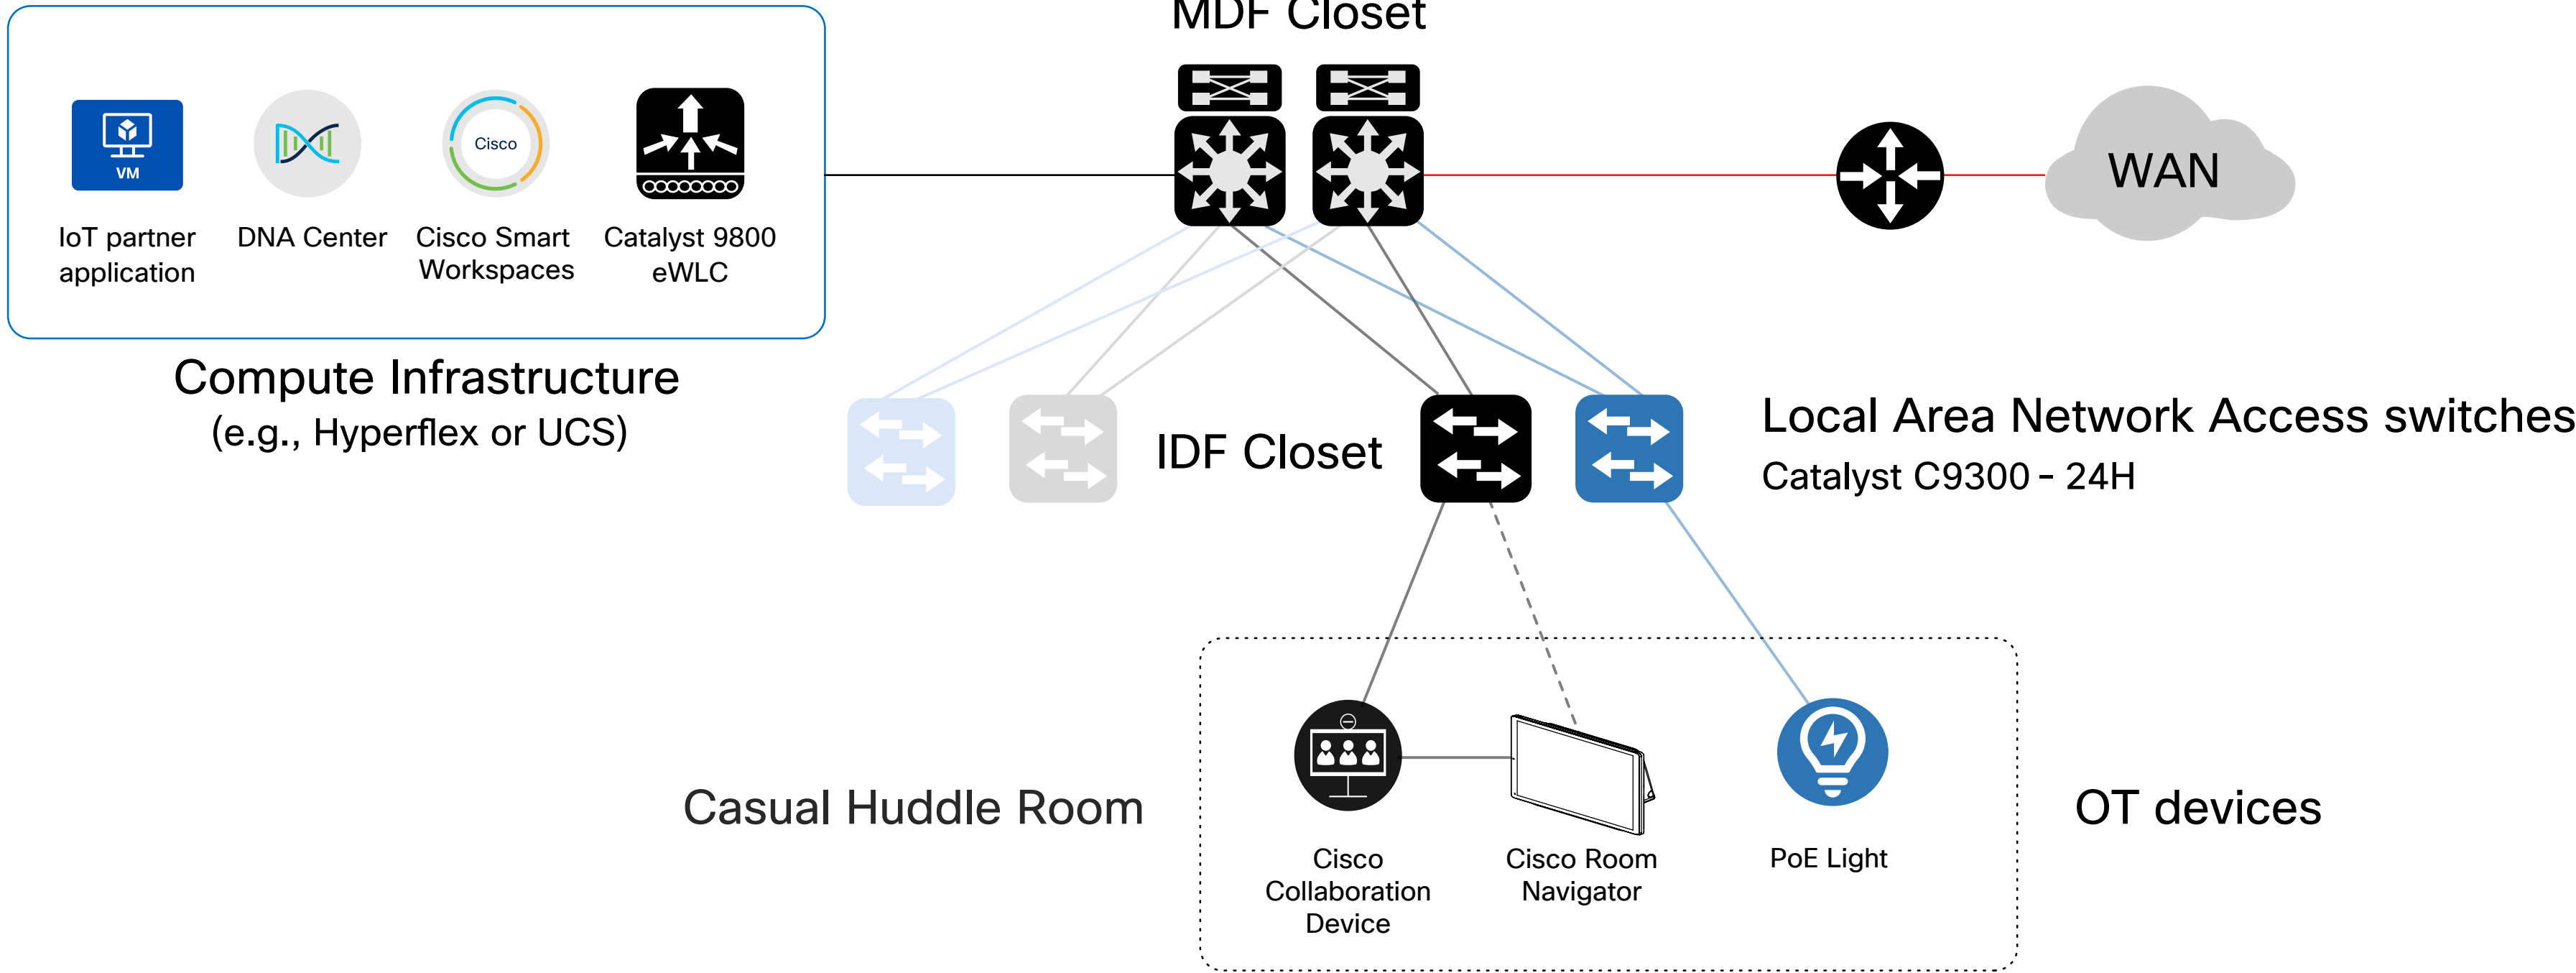 MDF Closet
VM
Cisco
WAN
IoT partner
application
DNA Center
Cisco Smart
Workspaces
Catalyst 9800
eWLC
Compute Infrastructure
(e.g., Hyperflex or UCS)
IDF Closet
Local Area Network Access switches
Catalyst C9300 - 24H
Casual Huddle Room
OT devices
Cisco
Collaboration
Device
Cisco Room
Navigator
PoE Light